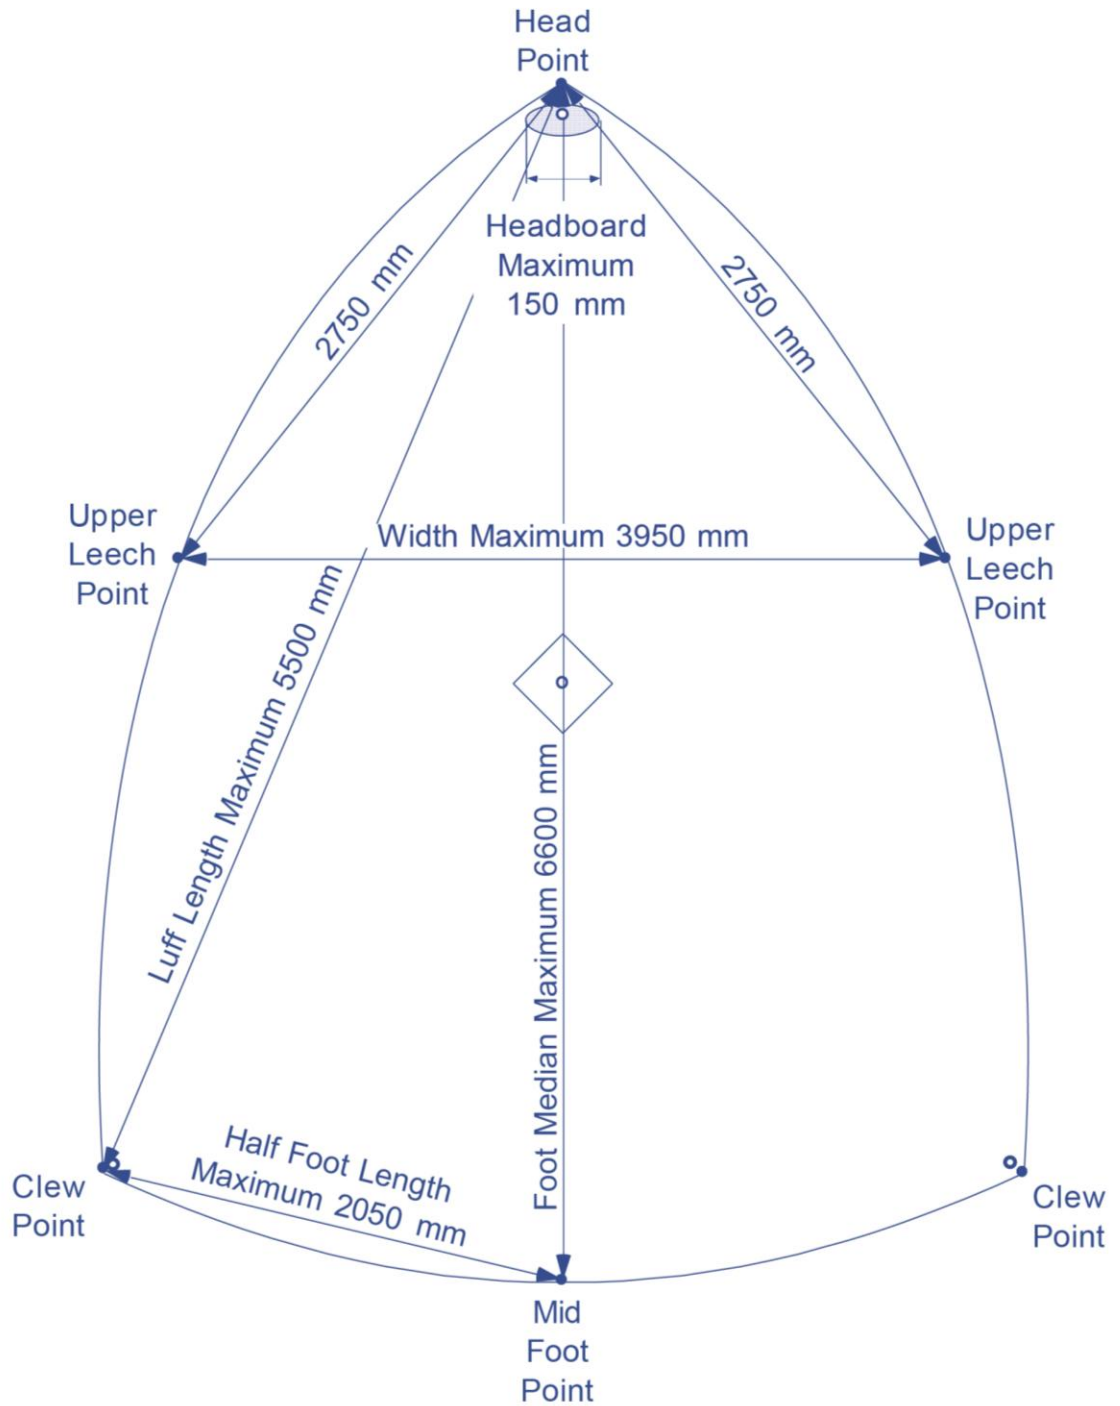 Head
Point
Headboard
Maximum
150 mm
2750 mm
2750 mm
Upper
Leech
Point
Width Maximum 3950 mm
Upper
Leech
Point
Luff Length Maximum 5500 mm
Foot Median Maximum 6600 mm
Half Foot Length
Maximum 2050 mm
Clew
Point
Clew
Point
Mid
Foot
Point